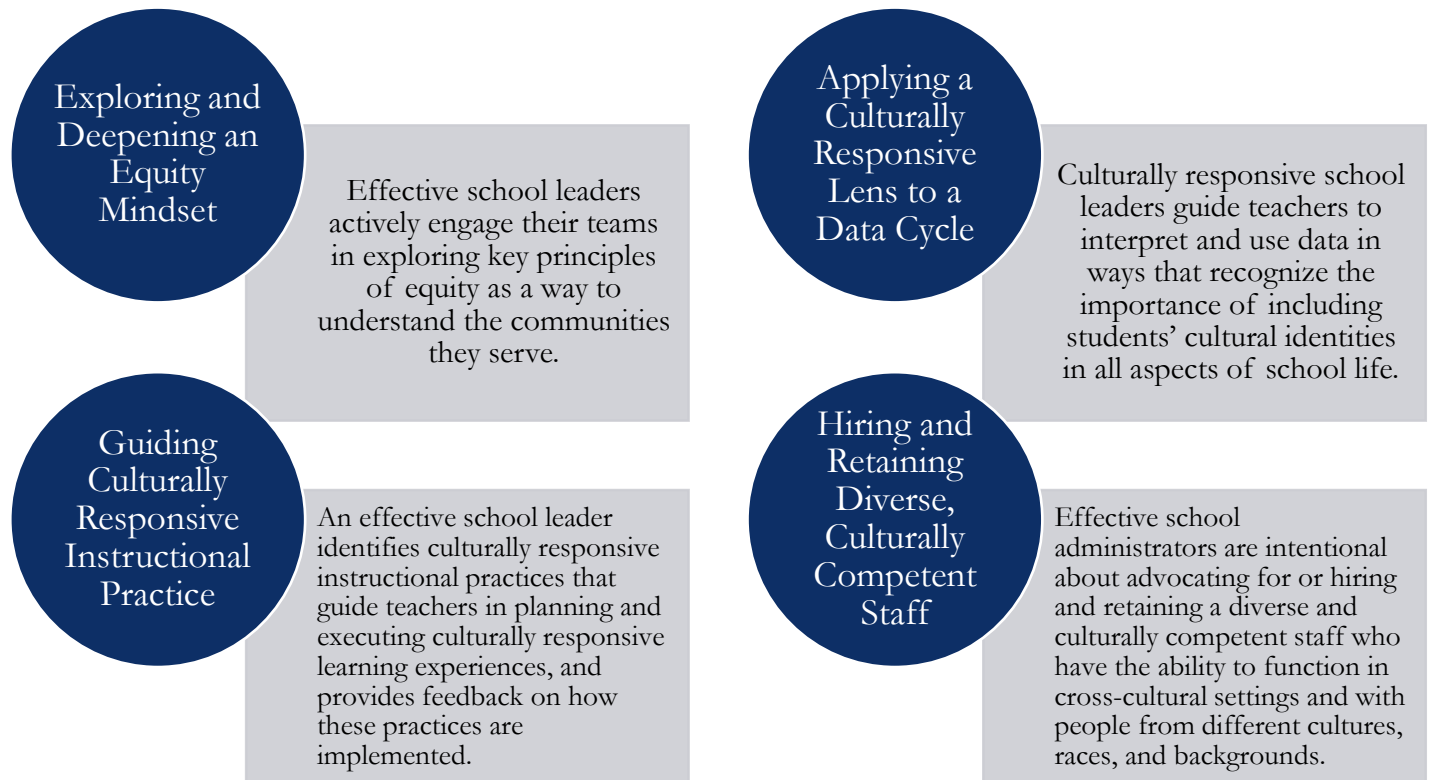 Exploring and
Deepening an
Equity
Mindset
Effective school leaders
actively engage their teams
in exploring key principles
of equity as a way to
understand the communities
they serve.
Applying a
Culturally
Responsive
Lens to a
Data Cycle
Culturally responsive school
leaders guide teachers to
interpret and use data in
ways that recognize the
importance of including
students’ cultural identities
in all aspects of school life.
Guiding
Culturally
Responsive
Instructional
Practice
An effective school leader
identifies culturally responsive
instructional practices that
guide teachers in planning and
executing culturally responsive
learning experiences, and
provides feedback on how
these practices are
implemented.
Hiring and
Retaining
Diverse,
Culturally
Competent
Staff
Effective school
administrators are intentional
about advocating for or hiring
and retaining a diverse and
culturally competent staff who
have the ability to function in
cross-cultural settings and with
people from different cultures,
races, and backgrounds.